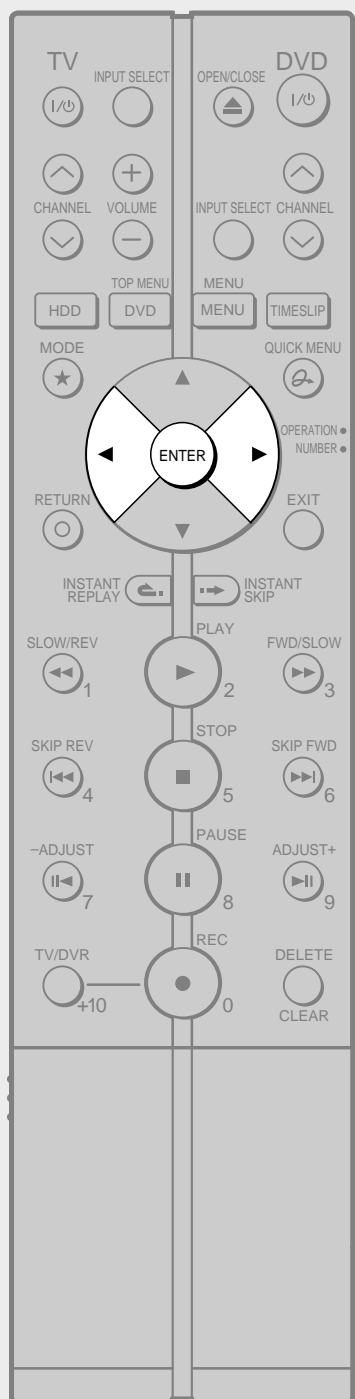 TV
DVD
INPUT SELECT
OPEN/CLOSE
I/
I/
CHANNEL
VOLUME
INPUT SELECT
CHANNEL
TOP MENU
MENU
HDD
DVD
MENU
TIMESLIP
MODE
QUICK MENU
OPERATION
NUMBER
ENTER
RETURN
EXIT
INSTANT
REPLAY
INSTANT
SKIP
SLOW/REV
PLAY
FWD/SLOW
1
2
3
SKIP REV
STOP
SKIP FWD
4
5
6
−ADJUST
PAUSE
ADJUST+
7
8
9
TV/DVR
REC
DELETE
+10
0
CLEAR